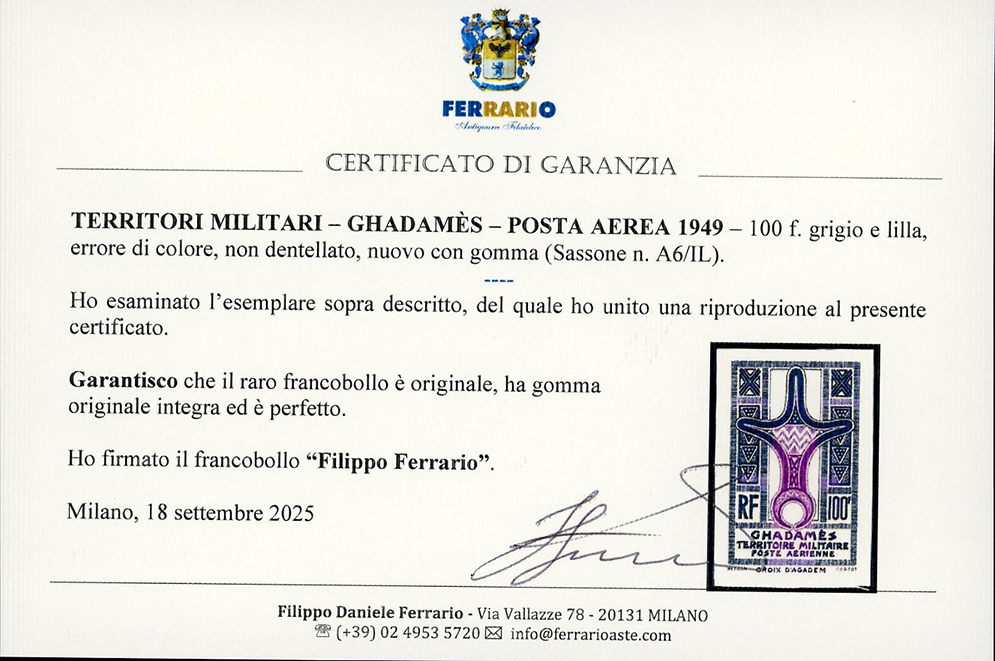 FERRARIO
Antiquare Filatelico
CERTIFICATO DI GARANZIA
TERRITORI MILITARI – GHADAMÈS – POSTA AEREA 1949 – 100 f. grigio e lilla,
errore di colore, non dentellato, nuovo con gomma (Sassone n. A6/IL).
----
Ho esaminato l’esemplare sopra descritto, del quale ho unito una riproduzione al presente
certificato.
Garantisco che il raro francobollo è originale, ha gomma
originale integra ed è perfetto.
Ho firmato il francobollo “Filippo Ferrario”.
Milano, 18 settembre 2025
RF 100F
GHADAMÈS
TERRITOIRE MILITAIRE
POSTE AERIENNE
CROIX D'AGADEM
Filippo Daniele Ferrario - Via Vallazze 78 - 20131 MILANO
☏ (+39) 02 4953 5720 ✉ info@ferrarioaste.com